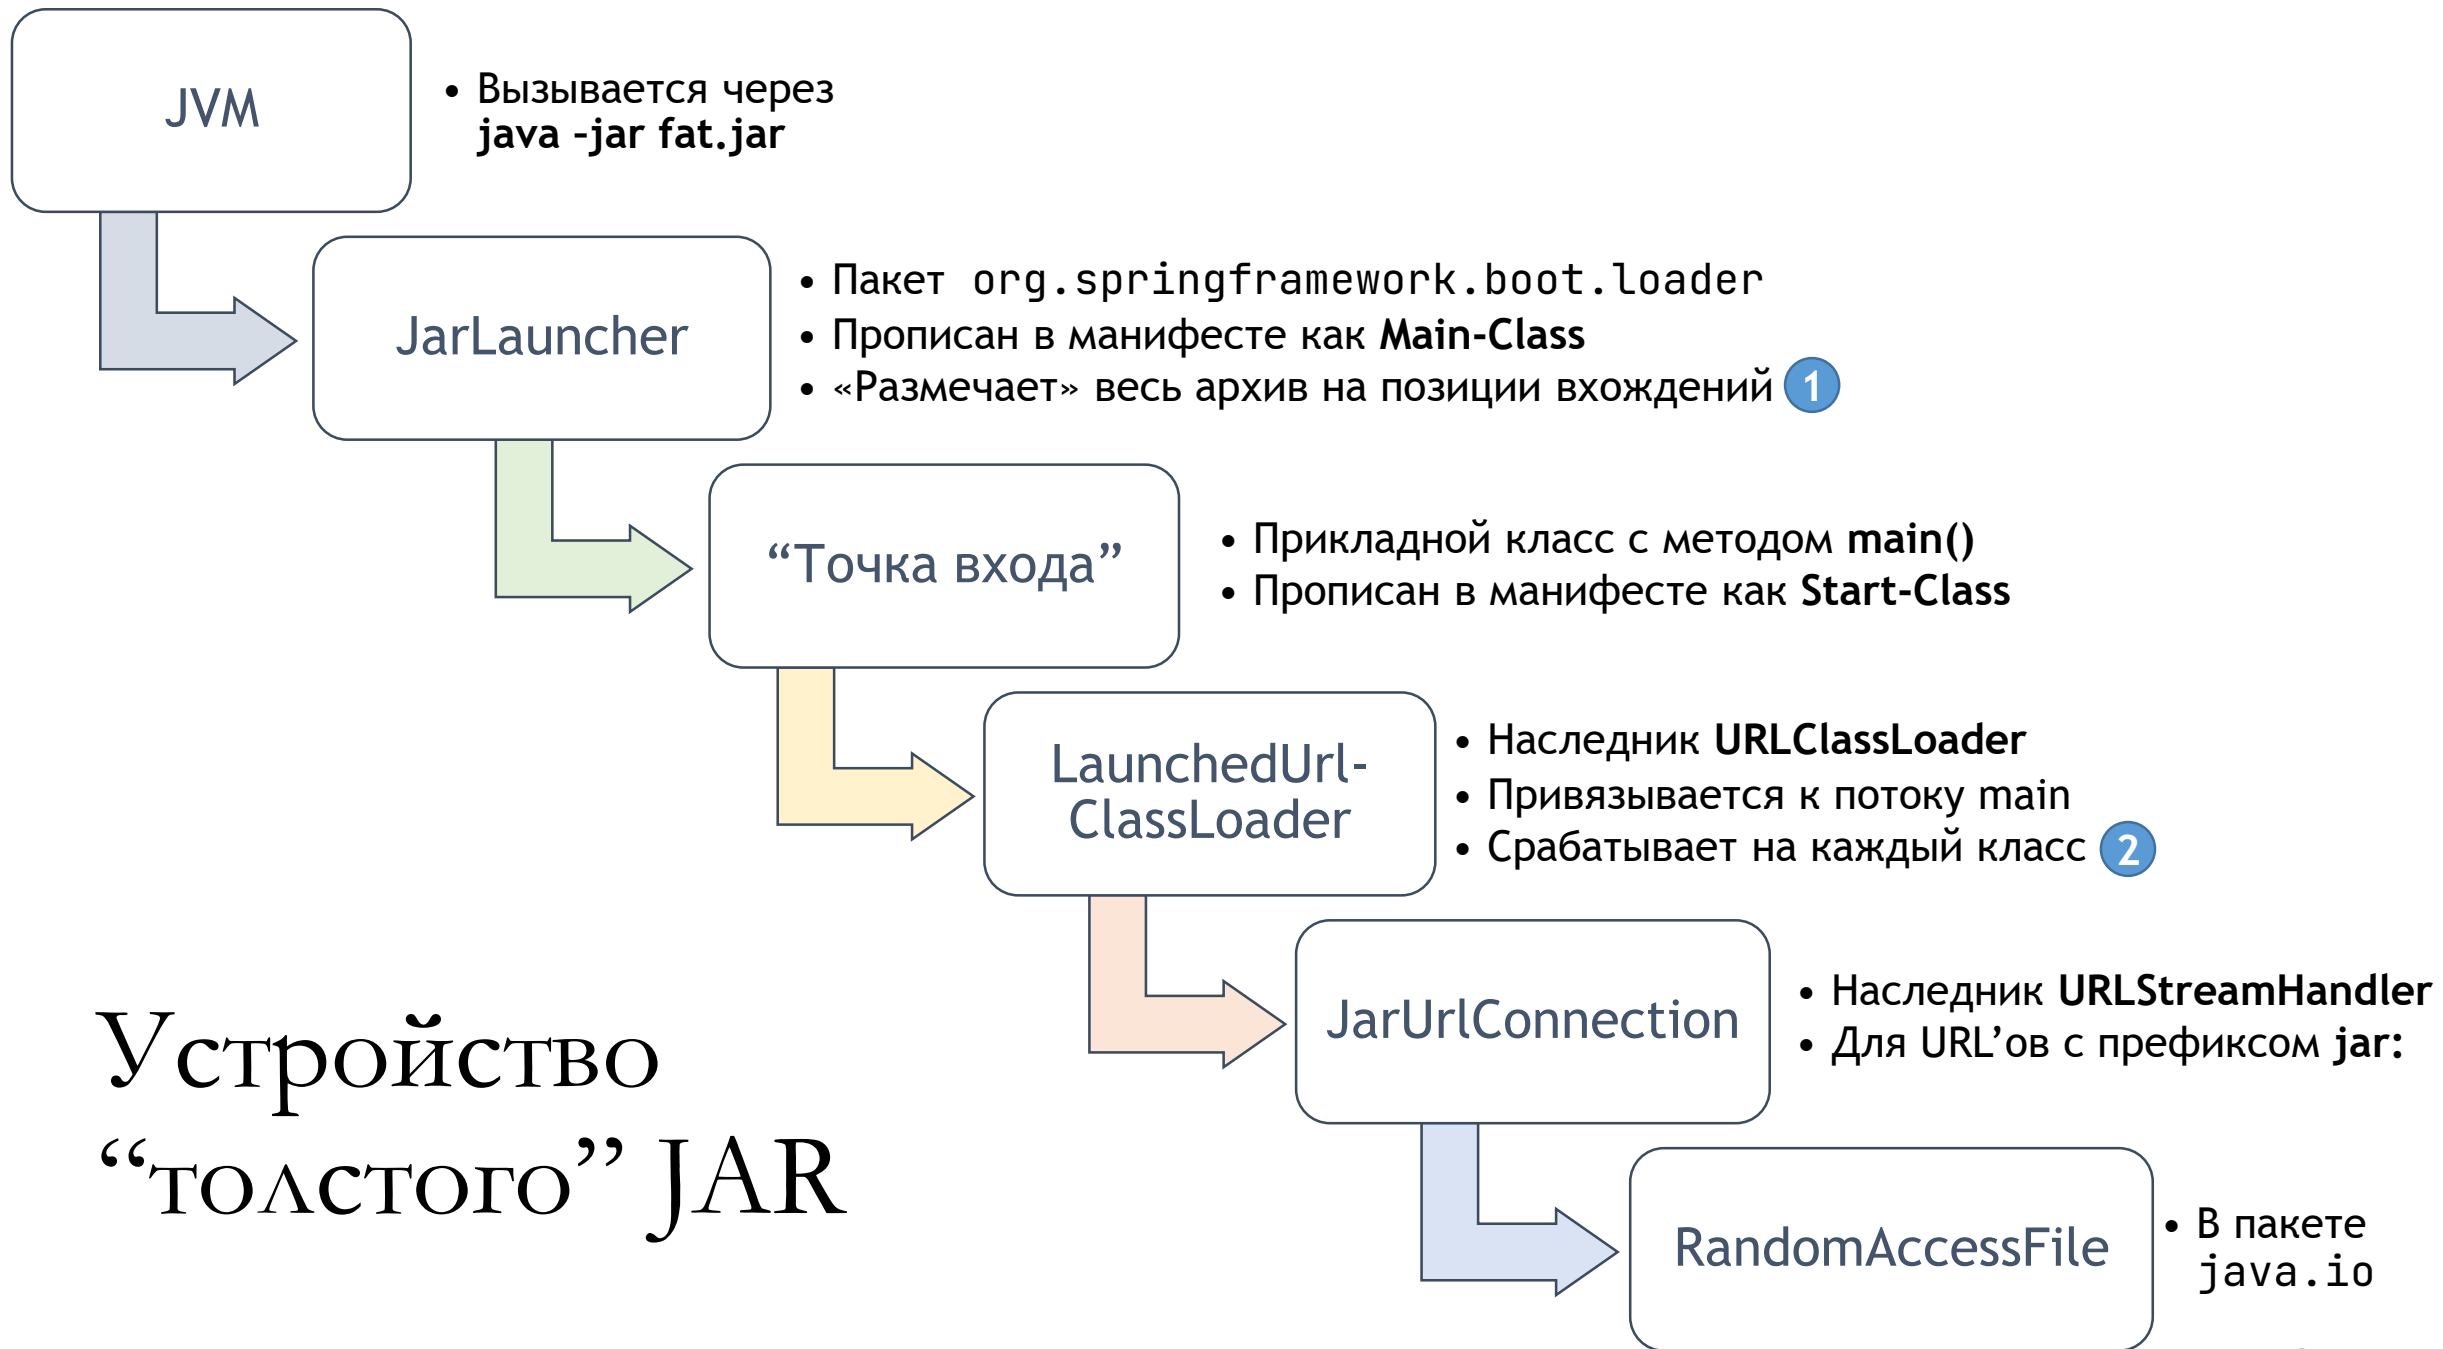 JVM
• Вызывается через
java -jar fat.jar
JarLauncher
• Пакет org.springframework.boot.loader
• Прописан в манифесте как Main-Class
• «Размечает» весь архив на позиции вхождений 1
“Точка входа”
• Прикладной класс с методом main()
• Прописан в манифесте как Start-Class
LaunchedUrl-
ClassLoader
• Наследник URLClassLoader
• Привязывается к потоку main
• Срабатывает на каждый класс 2
JarUrlConnection
• Наследник URLStreamHandler
• Для URL’ов с префиксом jar:
RandomAccessFile
• В пакете
java.io
Устройство
“толстого” JAR